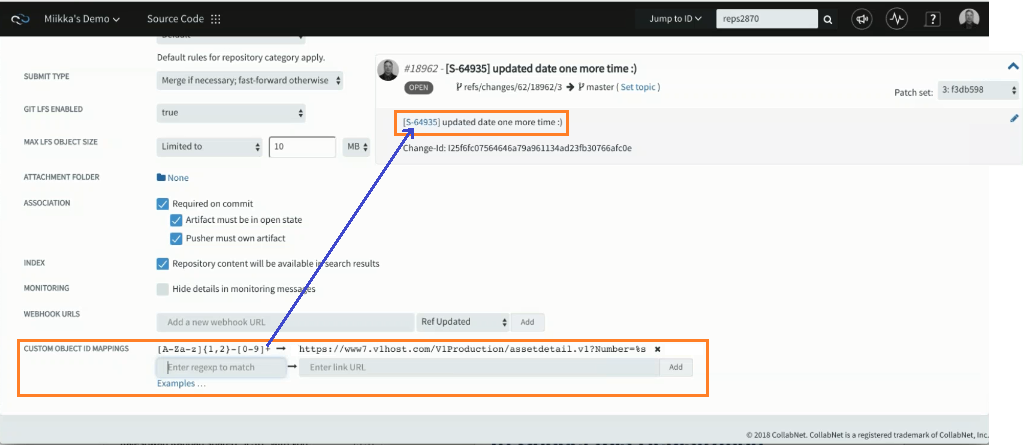 Miikka's Demo Source Code Jump to ID reps2870 ?
Default
Default rules for repository category apply.
SUBMIT TYPE Merge if necessary; fast-forward otherwise
GIT LFS ENABLED true
MAX LFS OBJECT SIZE Limited to 10 MB
ATTACHMENT FOLDER None
ASSOCIATION Required on commit
Artifact must be in open state
Pusher must own artifact
INDEX Repository content will be available in search results
MONITORING Hide details in monitoring messages
WEBHOOK URLS Add a new webhook URL Ref Updated Add
CUSTOM OBJECT ID MAPPINGS [A-Za-z]{1,2}-[0-9]+ → https://www7.v1host.com/V1Production/assetdetail.v1?Number=%s ✖
Enter regexp to match → Enter link URL Add
Examples ...
#18962 - [S-64935] updated date one more time :)
OPEN refs/changes/62/18962/3 → master ( Set topic )
Patch set: 3: f3db598
[S-64935] updated date one more time :)
Change-Id: I25f6fc07564646a79a961134ad23fb30766afc0e
© 2018 CollabNet. CollabNet is a registered trademark of CollabNet, Inc.